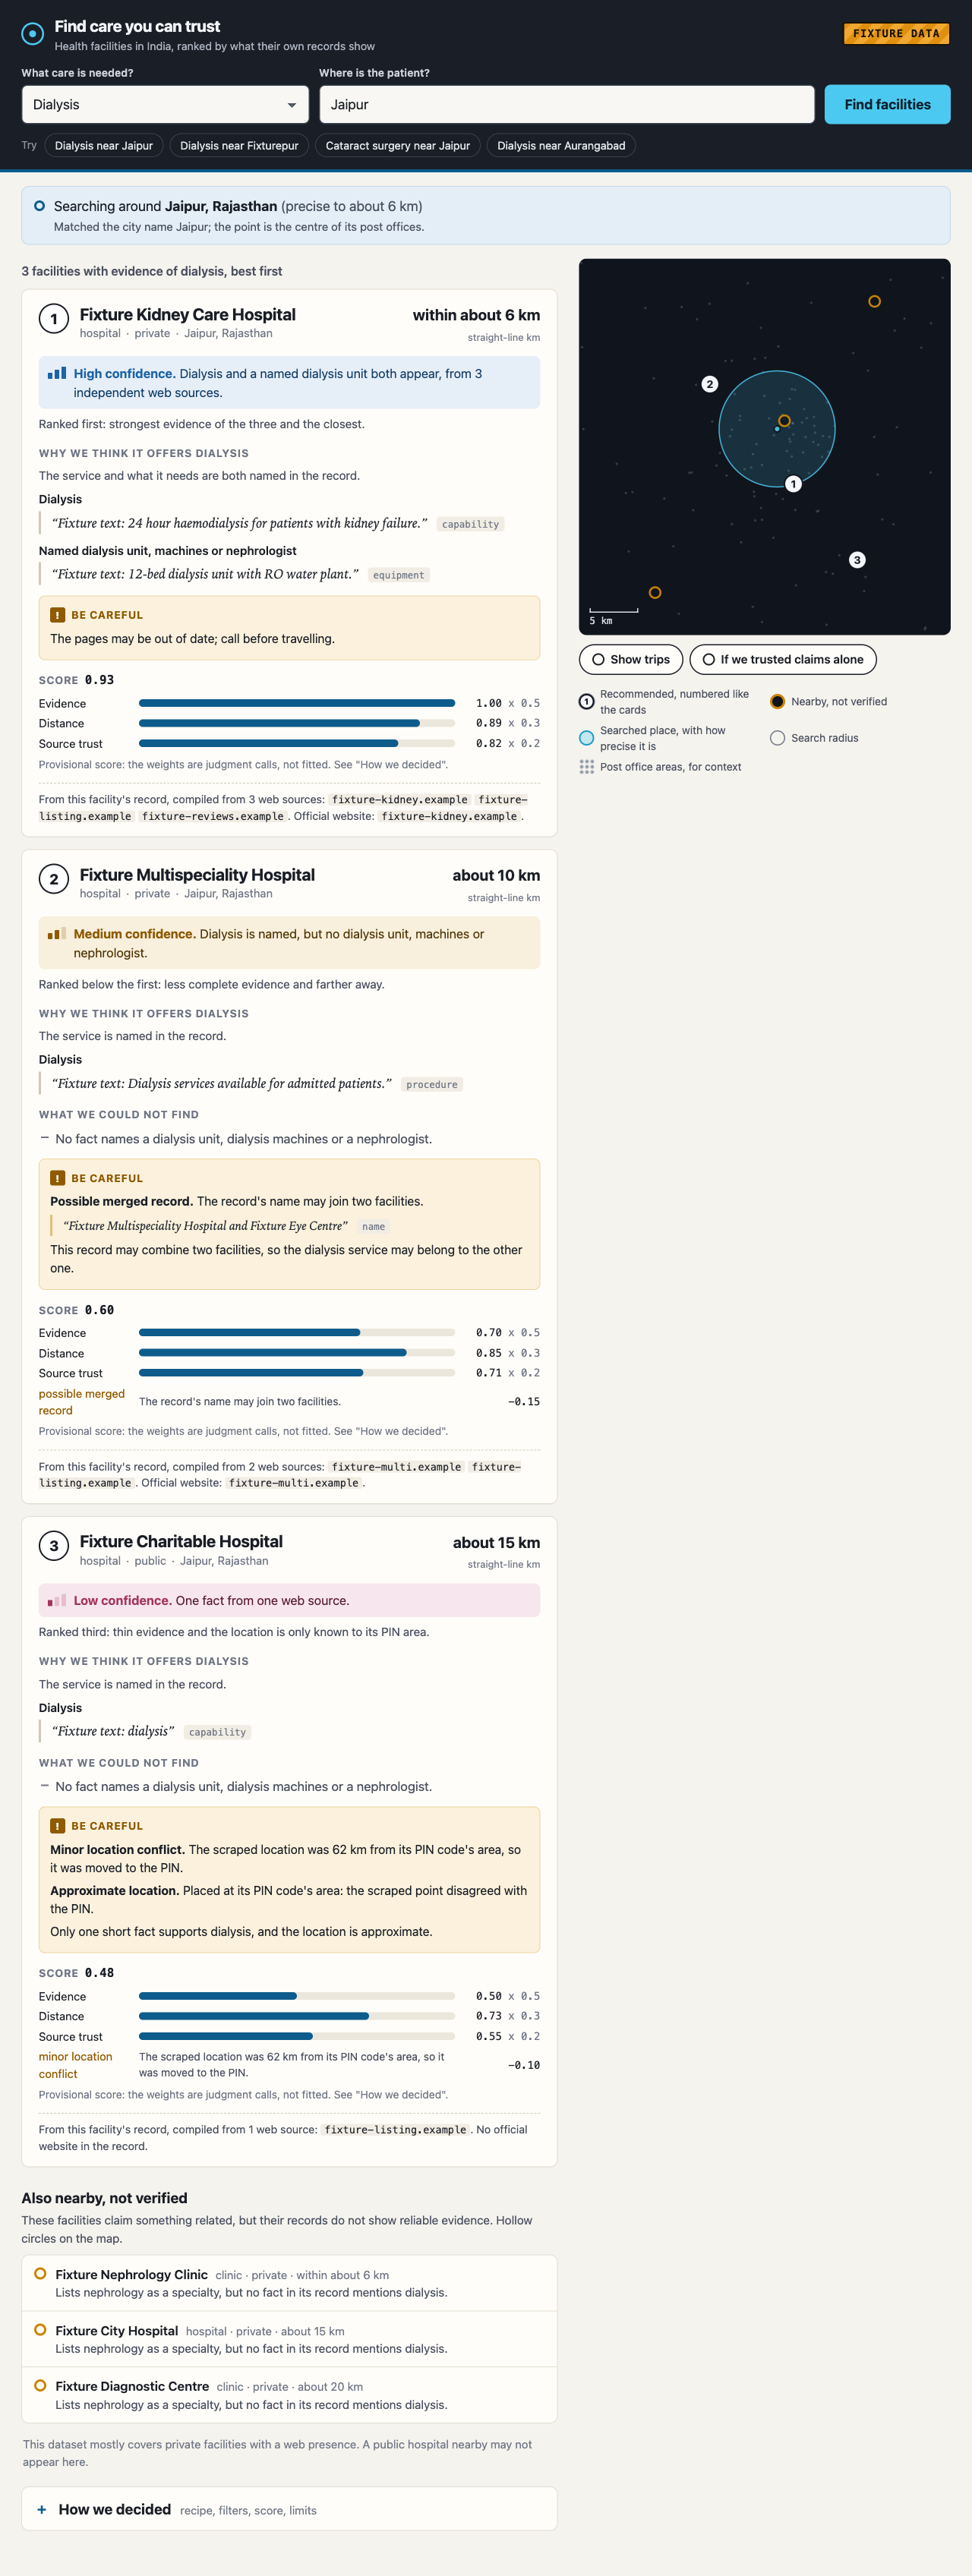 Find care you can trust
Health facilities in India, ranked by what their own records show
FIXTURE DATA
What care is needed?
Where is the patient?
Dialysis
Jaipur
Find facilities
Try
Dialysis near Jaipur
Dialysis near Fixturepur
Cataract surgery near Jaipur
Dialysis near Aurangabad
Searching around Jaipur, Rajasthan (precise to about 6 km)
Matched the city name Jaipur; the point is the centre of its post offices.
3 facilities with evidence of dialysis, best first
1
Fixture Kidney Care Hospital
within about 6 km
hospital · private · Jaipur, Rajasthan
straight-line km
High confidence. Dialysis and a named dialysis unit both appear, from 3
independent web sources.
Ranked first: strongest evidence of the three and the closest.
WHY WE THINK IT OFFERS DIALYSIS
The service and what it needs are both named in the record.
Dialysis
“Fixture text: 24 hour haemodialysis for patients with kidney failure.” capability
Named dialysis unit, machines or nephrologist
“Fixture text: 12-bed dialysis unit with RO water plant.” equipment
! BE CAREFUL
The pages may be out of date; call before travelling.
SCORE 0.93
Evidence 1.00 x 0.5
Distance 0.89 x 0.3
Source trust 0.82 x 0.2
Provisional score: the weights are judgment calls, not fitted. See "How we decided".
From this facility's record, compiled from 3 web sources: fixture-kidney.example fixture-
listing.example fixture-reviews.example. Official website: fixture-kidney.example.
2
Fixture Multispeciality Hospital
about 10 km
hospital · private · Jaipur, Rajasthan
straight-line km
Medium confidence. Dialysis is named, but no dialysis unit, machines or
nephrologist.
Ranked below the first: less complete evidence and farther away.
WHY WE THINK IT OFFERS DIALYSIS
The service is named in the record.
Dialysis
“Fixture text: Dialysis services available for admitted patients.” procedure
WHAT WE COULD NOT FIND
– No fact names a dialysis unit, dialysis machines or a nephrologist.
! BE CAREFUL
Possible merged record. The record's name may join two facilities.
“Fixture Multispeciality Hospital and Fixture Eye Centre” name
This record may combine two facilities, so the dialysis service may belong to the other
one.
SCORE 0.60
Evidence 0.70 x 0.5
Distance 0.85 x 0.3
Source trust 0.71 x 0.2
possible merged
record
The record's name may join two facilities.
−0.15
Provisional score: the weights are judgment calls, not fitted. See "How we decided".
From this facility's record, compiled from 2 web sources: fixture-multi.example fixture-
listing.example. Official website: fixture-multi.example.
3
Fixture Charitable Hospital
about 15 km
hospital · public · Jaipur, Rajasthan
straight-line km
Low confidence. One fact from one web source.
Ranked third: thin evidence and the location is only known to its PIN area.
WHY WE THINK IT OFFERS DIALYSIS
The service is named in the record.
Dialysis
“Fixture text: dialysis” capability
WHAT WE COULD NOT FIND
– No fact names a dialysis unit, dialysis machines or a nephrologist.
! BE CAREFUL
Minor location conflict. The scraped location was 62 km from its PIN code's area, so
it was moved to the PIN.
Approximate location. Placed at its PIN code's area: the scraped point disagreed with
the PIN.
Only one short fact supports dialysis, and the location is approximate.
SCORE 0.48
Evidence 0.50 x 0.5
Distance 0.73 x 0.3
Source trust 0.55 x 0.2
minor location
conflict
The scraped location was 62 km from its PIN code's area, so it
was moved to the PIN.
−0.10
Provisional score: the weights are judgment calls, not fitted. See "How we decided".
From this facility's record, compiled from 1 web source: fixture-listing.example. No official
website in the record.
Also nearby, not verified
These facilities claim something related, but their records do not show reliable evidence. Hollow
circles on the map.
Fixture Nephrology Clinic clinic · private · within about 6 km
Lists nephrology as a specialty, but no fact in its record mentions dialysis.
Fixture City Hospital hospital · private · about 15 km
Lists nephrology as a specialty, but no fact in its record mentions dialysis.
Fixture Diagnostic Centre clinic · private · about 20 km
Lists nephrology as a specialty, but no fact in its record mentions dialysis.
This dataset mostly covers private facilities with a web presence. A public hospital nearby may not
appear here.
+ How we decided recipe, filters, score, limits
2
1
3
5 km
Show trips
If we trusted claims alone
1
Recommended, numbered like
the cards
Nearby, not verified
Searched place, with how
precise it is
Search radius
Post office areas, for context